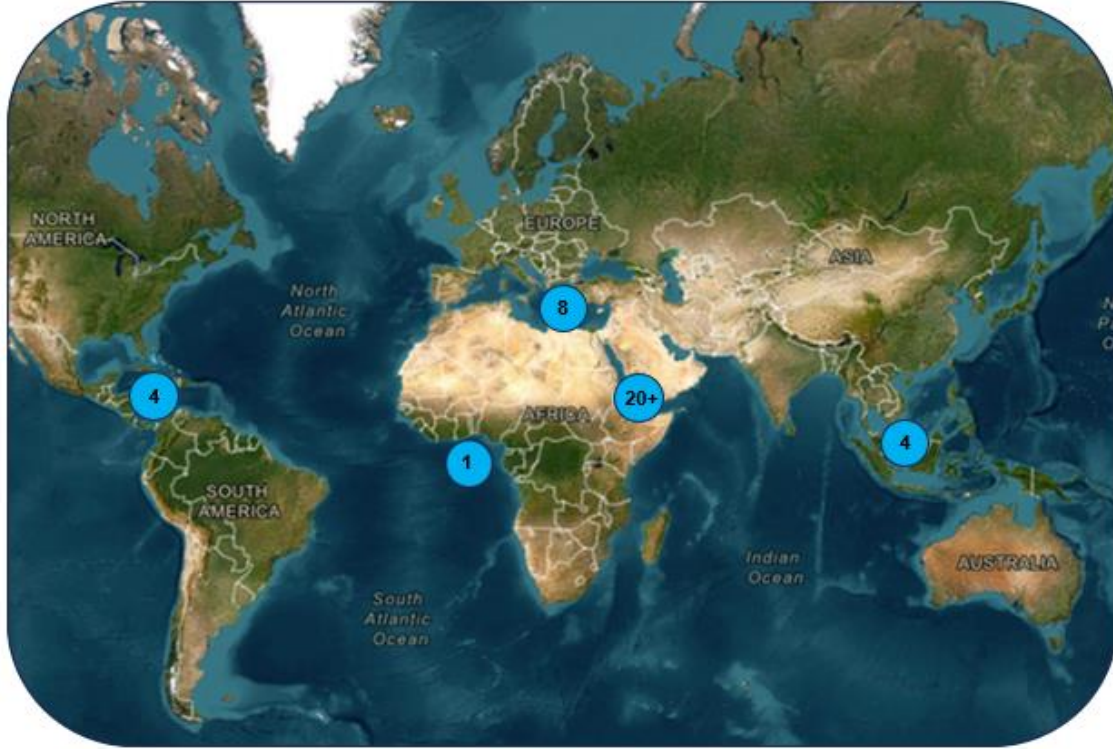 NORTH
AMERICA
EUROPE
ASIA
North
Atlantic
Ocean
8
4
20+
AFRICA
4
1
SOUTH
AMERICA
Indian
Ocean
AUSTRALIA
South
Atlantic
Ocean